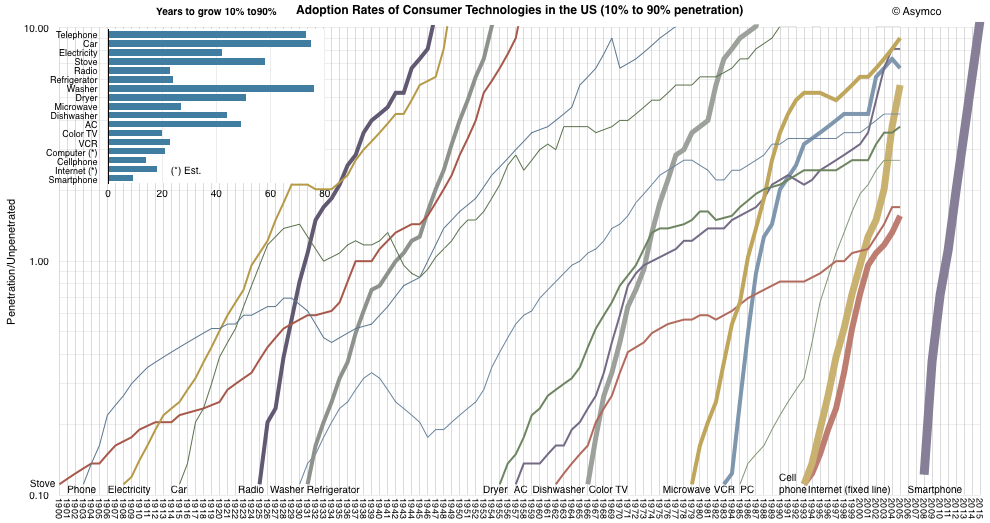 Years to grow 10% to90%
Adoption Rates of Consumer Technologies in the US (10% to 90% penetration)
© Asymco
10.00
Telephone
Car
Electricity
Stove
Radio
Refrigerator
Washer
Dryer
Microwave
Dishwasher
AC
Color TV
VCR
Computer (*)
Cellphone
Internet (*)
(*) Est.
Smartphone
0 20 40 60 80
Penetration/Unpenetrated
1.00
0.10
Stove
Phone Electricity Car Radio Washer Refrigerator Dryer AC Dishwasher Color TV Microwave VCR PC
Cell
phone Internet (fixed line) Smartphone